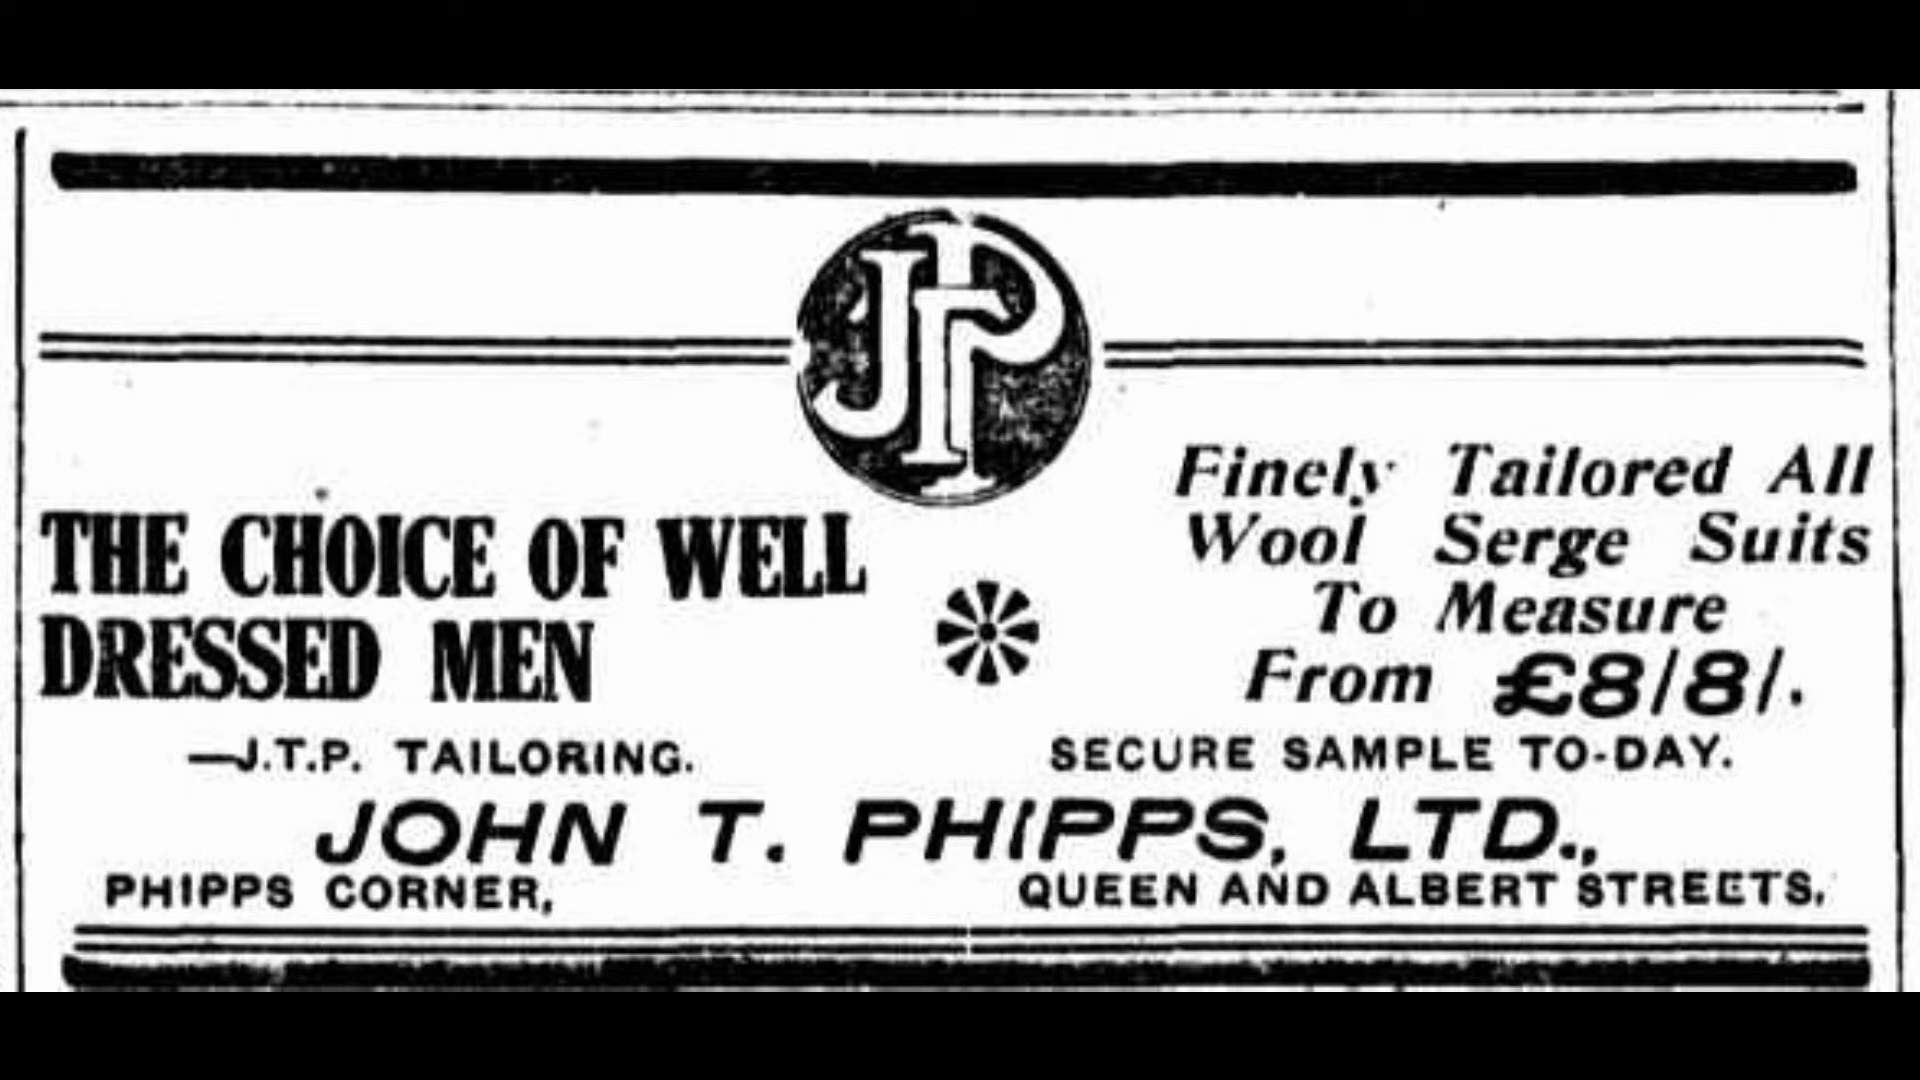 JTP
THE CHOICE OF WELL
DRESSED MEN
—J.T.P. TAILORING.
Finely Tailored All
Wool Serge Suits
To Measure
From £8/8/.
SECURE SAMPLE TO-DAY.
JOHN T. PHIPPS, LTD.,
PHIPPS CORNER,
QUEEN AND ALBERT STREETS.